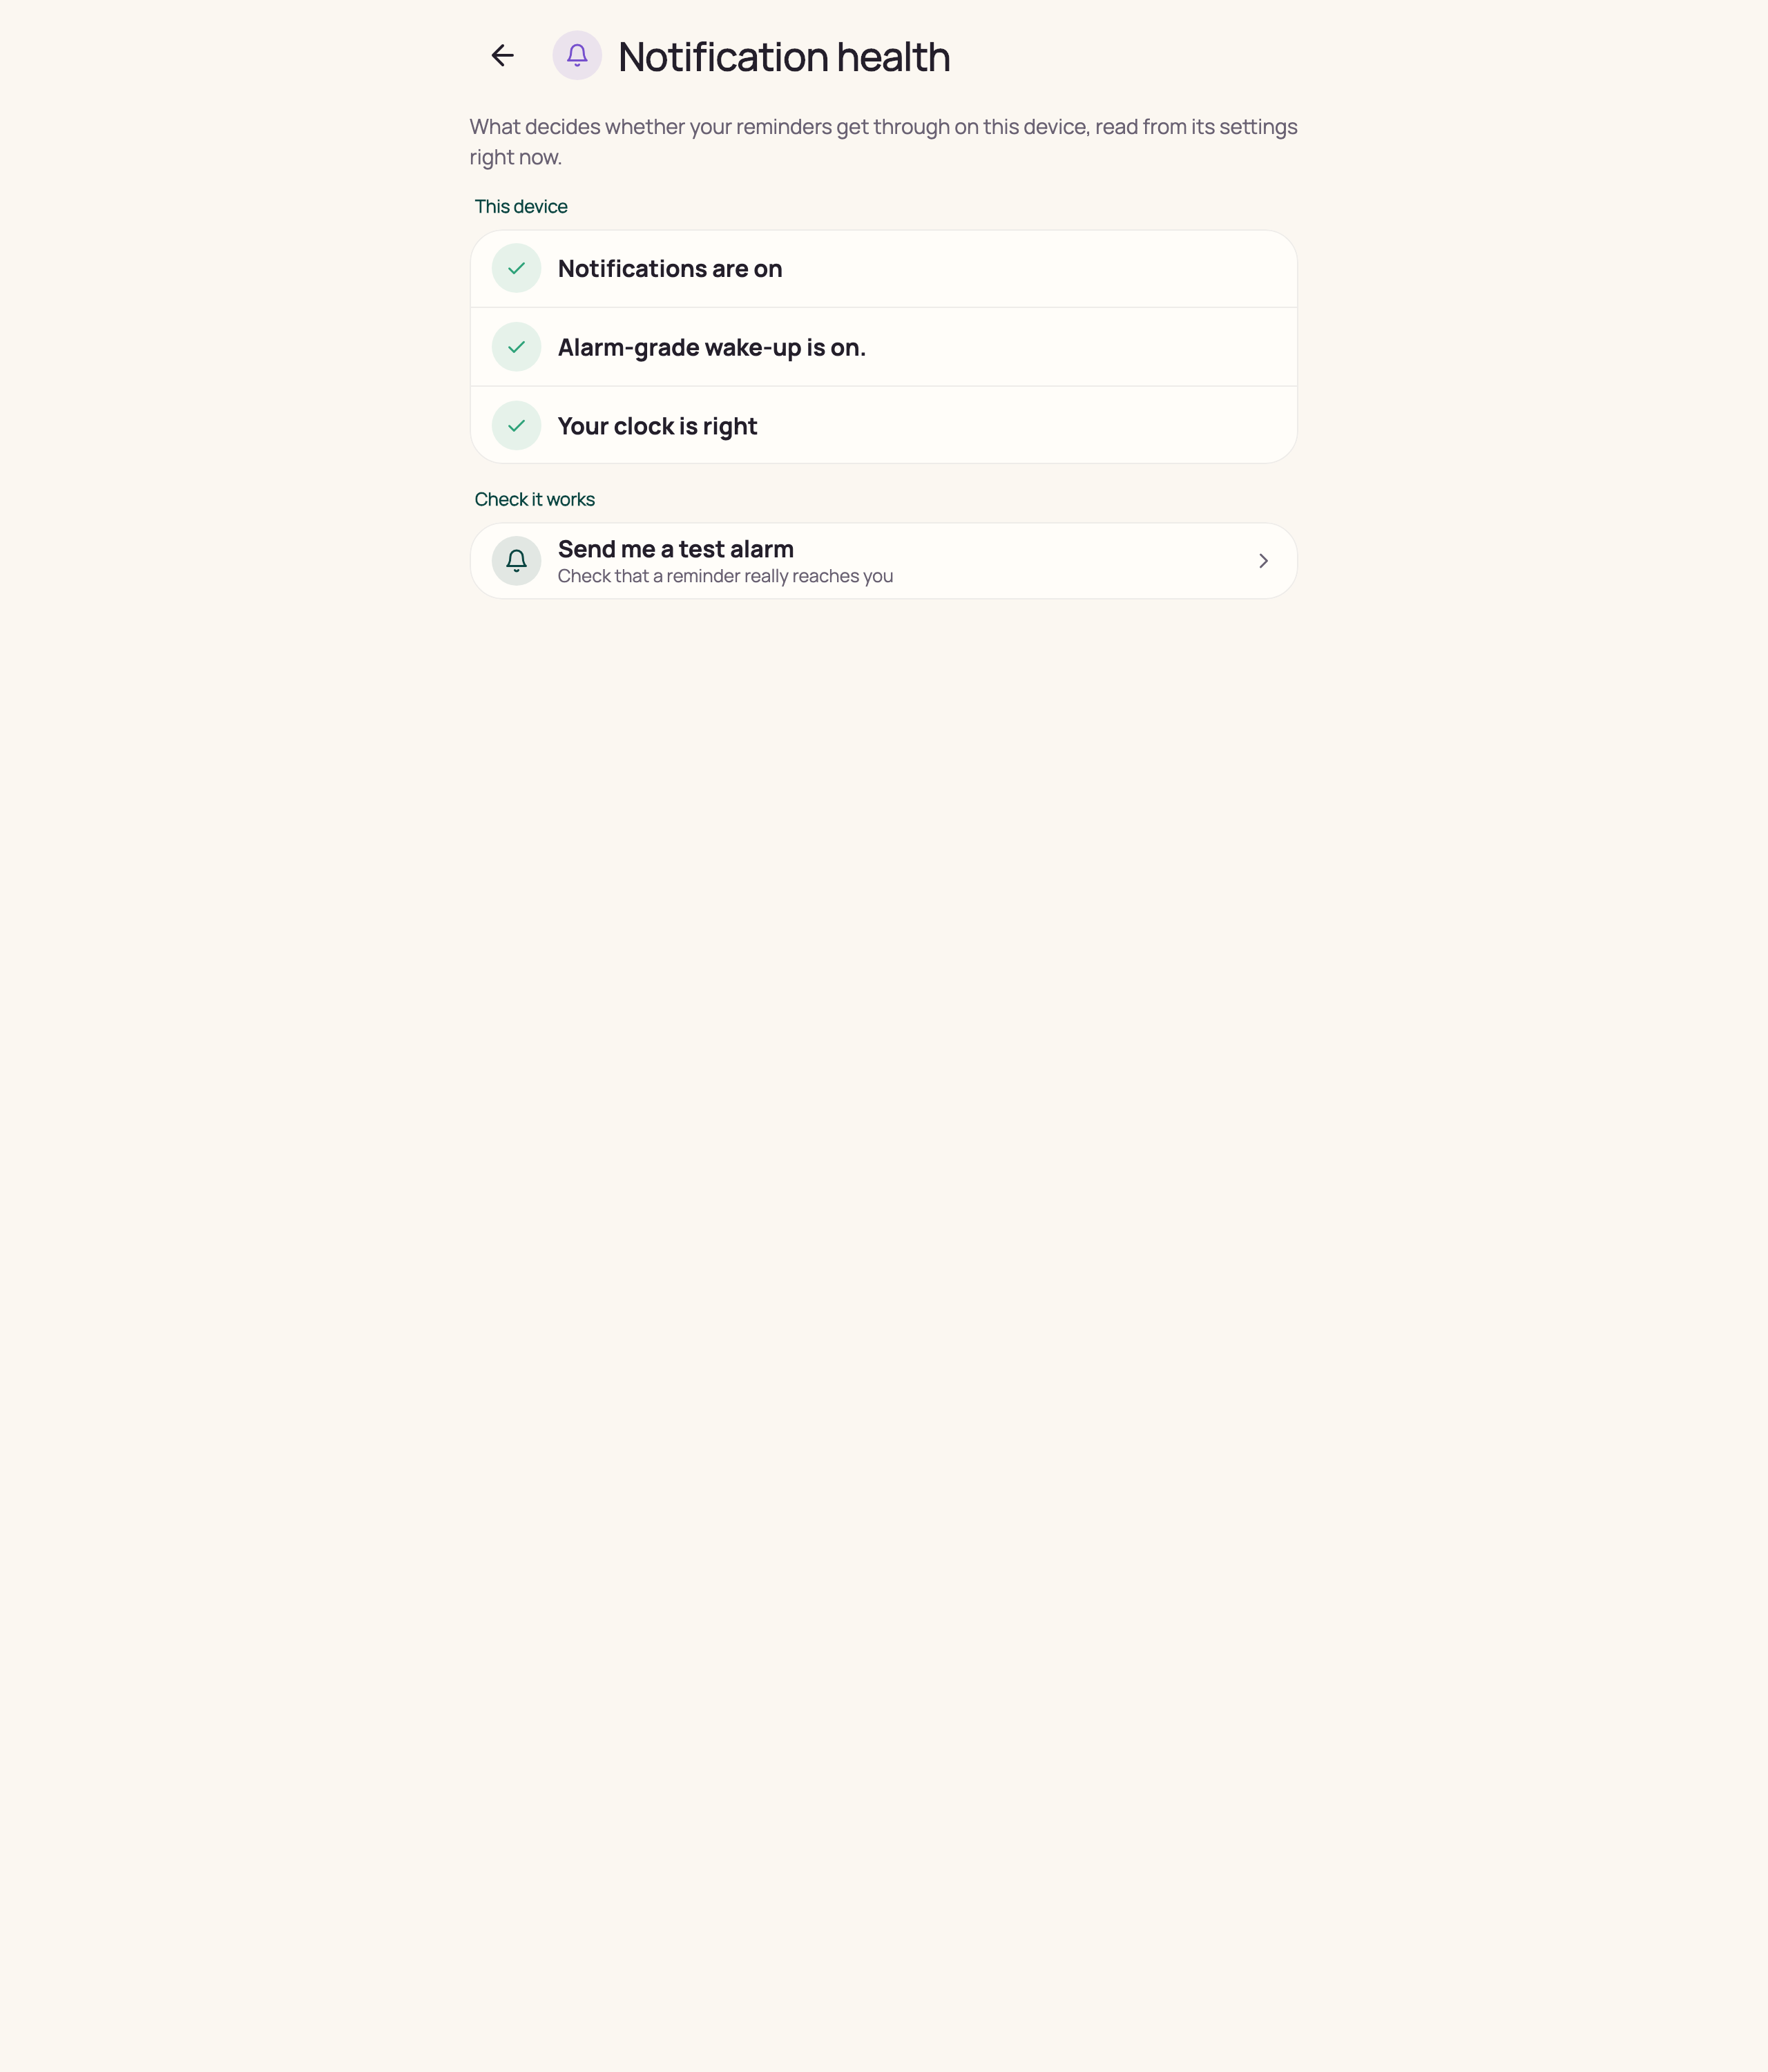 Notification health
What decides whether your reminders get through on this device, read from its settings
right now.
This device
Notifications are on
Alarm-grade wake-up is on.
Your clock is right
Check it works
Send me a test alarm
Check that a reminder really reaches you